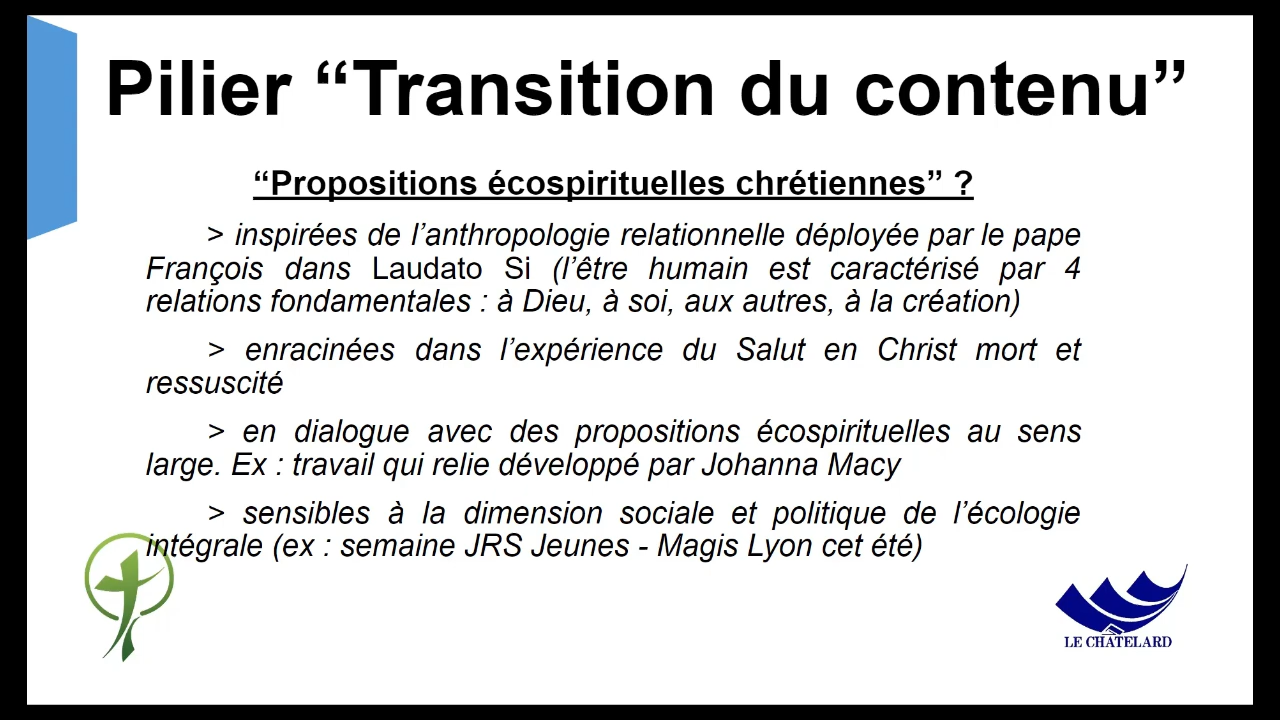 Pilier “Transition du contenu”
“Propositions écospirituelles chrétiennes” ?
> inspirées de l’anthropologie relationnelle déployée par le pape
François dans Laudato Si (l’être humain est caractérisé par 4
relations fondamentales : à Dieu, à soi, aux autres, à la création)
> enracinées dans l’expérience du Salut en Christ mort et
ressuscité
> en dialogue avec des propositions écospirituelles au sens
large. Ex : travail qui relie développé par Johanna Macy
> sensibles à la dimension sociale et politique de l’écologie
intégrale (ex : semaine JRS Jeunes - Magis Lyon cet été)
LE CHÂTELARD